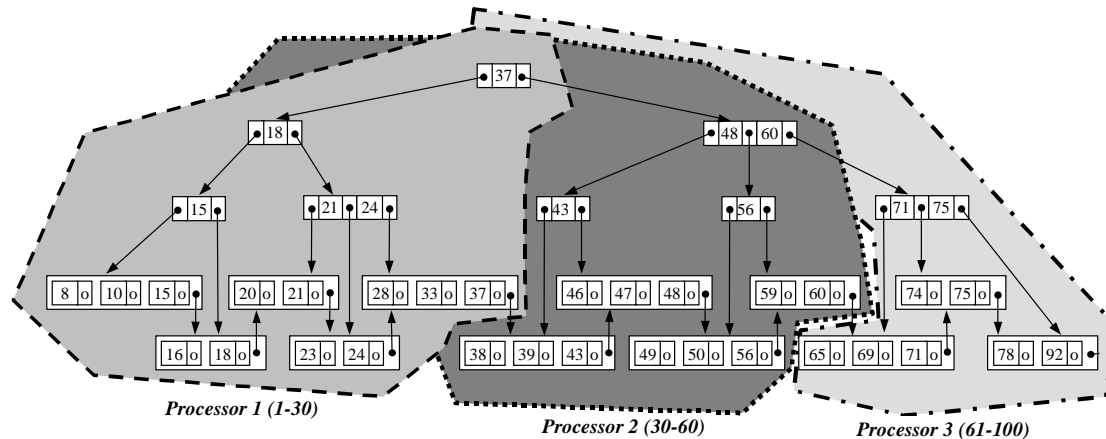 37
18
48 60
15
21 24
43
56
71 75
8 o 10 o 15 o
20 o 21 o
28 o 33 o 37 o
46 o 47 o 48 o
59 o 60 o
74 o 75 o
16 o 18 o
23 o 24 o
38 o 39 o 43 o
49 o 50 o 56 o
65 o 69 o 71 o
78 o 92 o
Processor 1 (1-30)
Processor 2 (30-60)
Processor 3 (61-100)